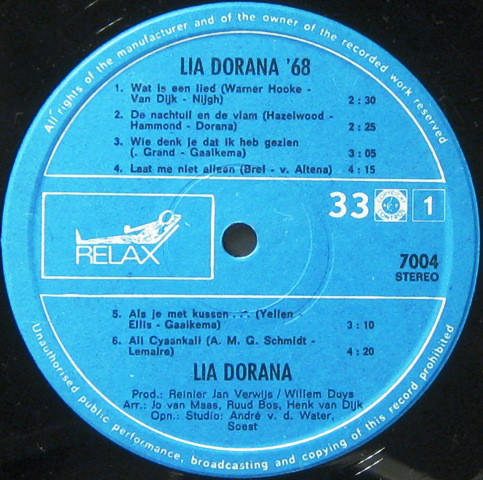 All rights of the manufacturer and of the owner of the recorded work reserved
LIA DORANA '68
1. Wat is een lied (Warner Hooke -
Van Dijk - Nijgh) 2 : 30
2. De nachtuil en de vlam (Hazelwood -
Hammond - Dorana) 2 : 25
3. Wie denk je dat ik heb gezien
(. Grand - Gaaikema) 3 : 05
4. Laat me niet alleen (Brel - v. Altena) 4 : 15
33 1
RELAX
7004
STEREO
5. Als je met kussen . . . (Yellen -
Ellis - Gaaikema) 3 : 10
6. Ali Cyaankali (A. M. G. Schmidt -
Lemaire) 4 : 20
LIA DORANA
Prod.: Reinier Jan Verwijs / Willem Duys
Arr.: Jo van Maas, Ruud Bos, Henk van Dijk
Opn.: Studio: André v. d. Water,
Soest
Unauthorised public performance, broadcasting and copying of this record prohibited